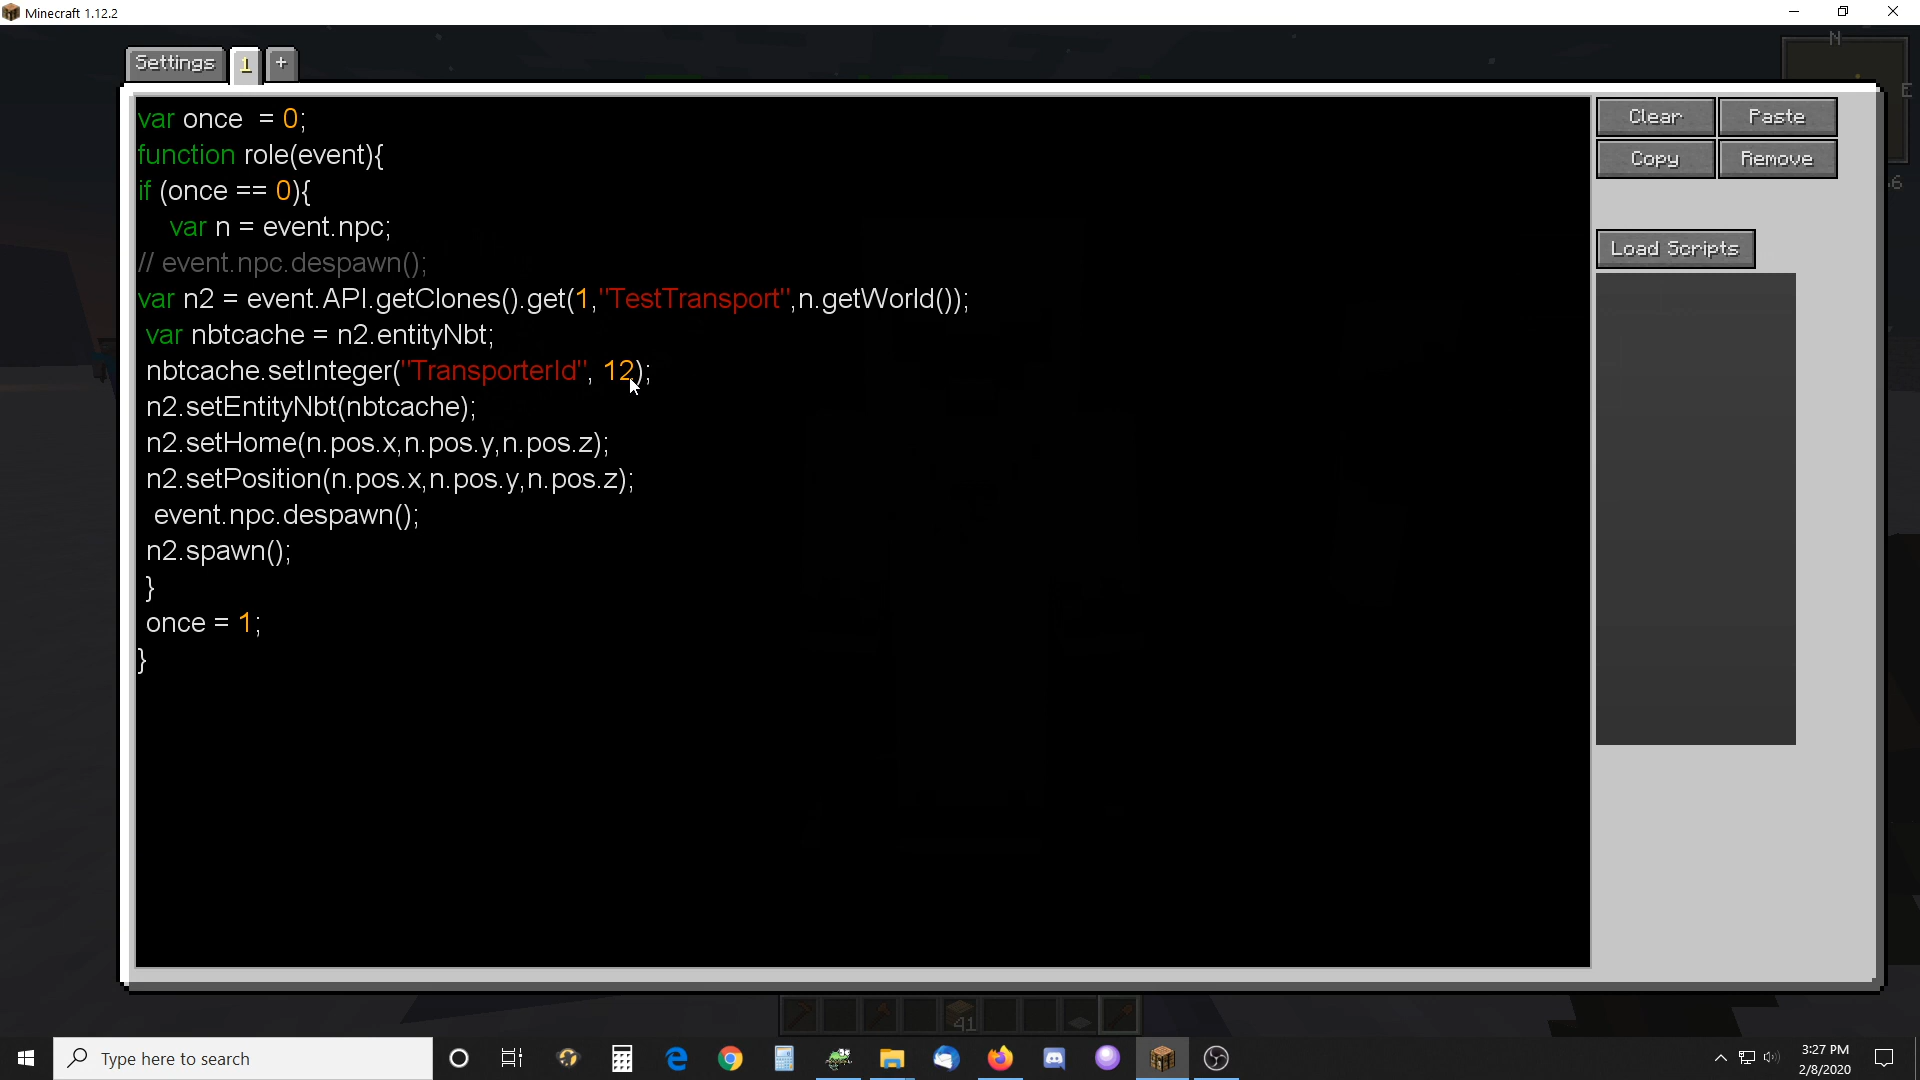 Minecraft 1.12.2
N
Settings 1 +
E
var once = 0;
function role(event){
if (once == 0){
var n = event.npc;
// event.npc.despawn();
var n2 = event.API.getClones().get(1,"TestTransport",n.getWorld());
var nbtcache = n2.entityNbt;
nbtcache.setInteger("TransporterId", 12);
n2.setEntityNbt(nbtcache);
n2.setHome(n.pos.x,n.pos.y,n.pos.z);
n2.setPosition(n.pos.x,n.pos.y,n.pos.z);
event.npc.despawn();
n2.spawn();
}
once = 1;
}
Clear Paste
Copy Remove
Load Scripts
41
Type here to search
3:27 PM
2/8/2020